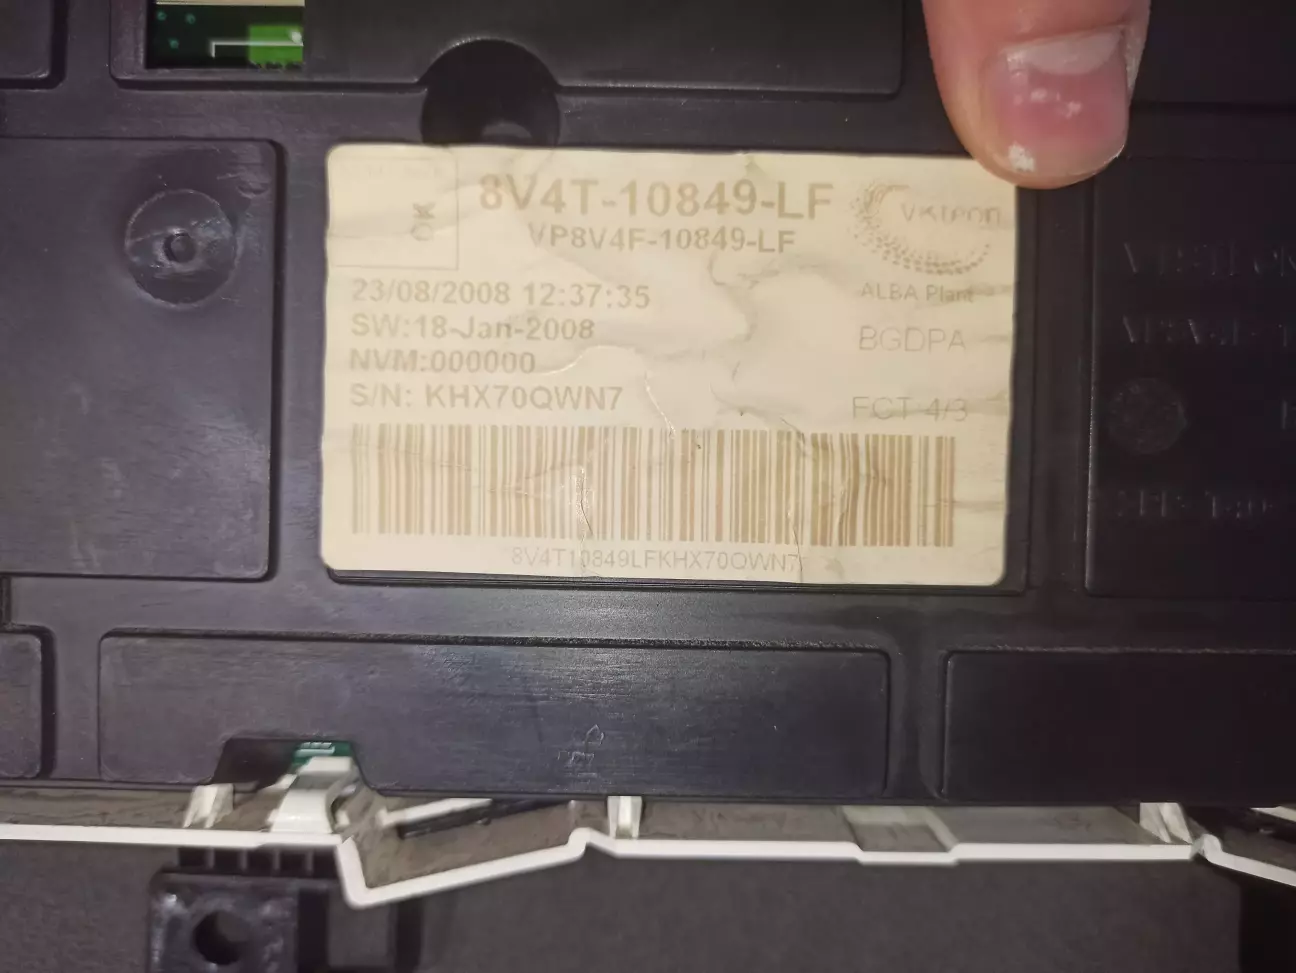 8V4T-10849-LF
VP8V4F-10849-LF
Visteon
ALBA Plant
23/08/2008 12:37:35
SW:18-Jan-2008
BGDPA
NVM:000000
S/N: KHX70QWN7
FCT 4/3
8V4T10849LFKHX70QWN7